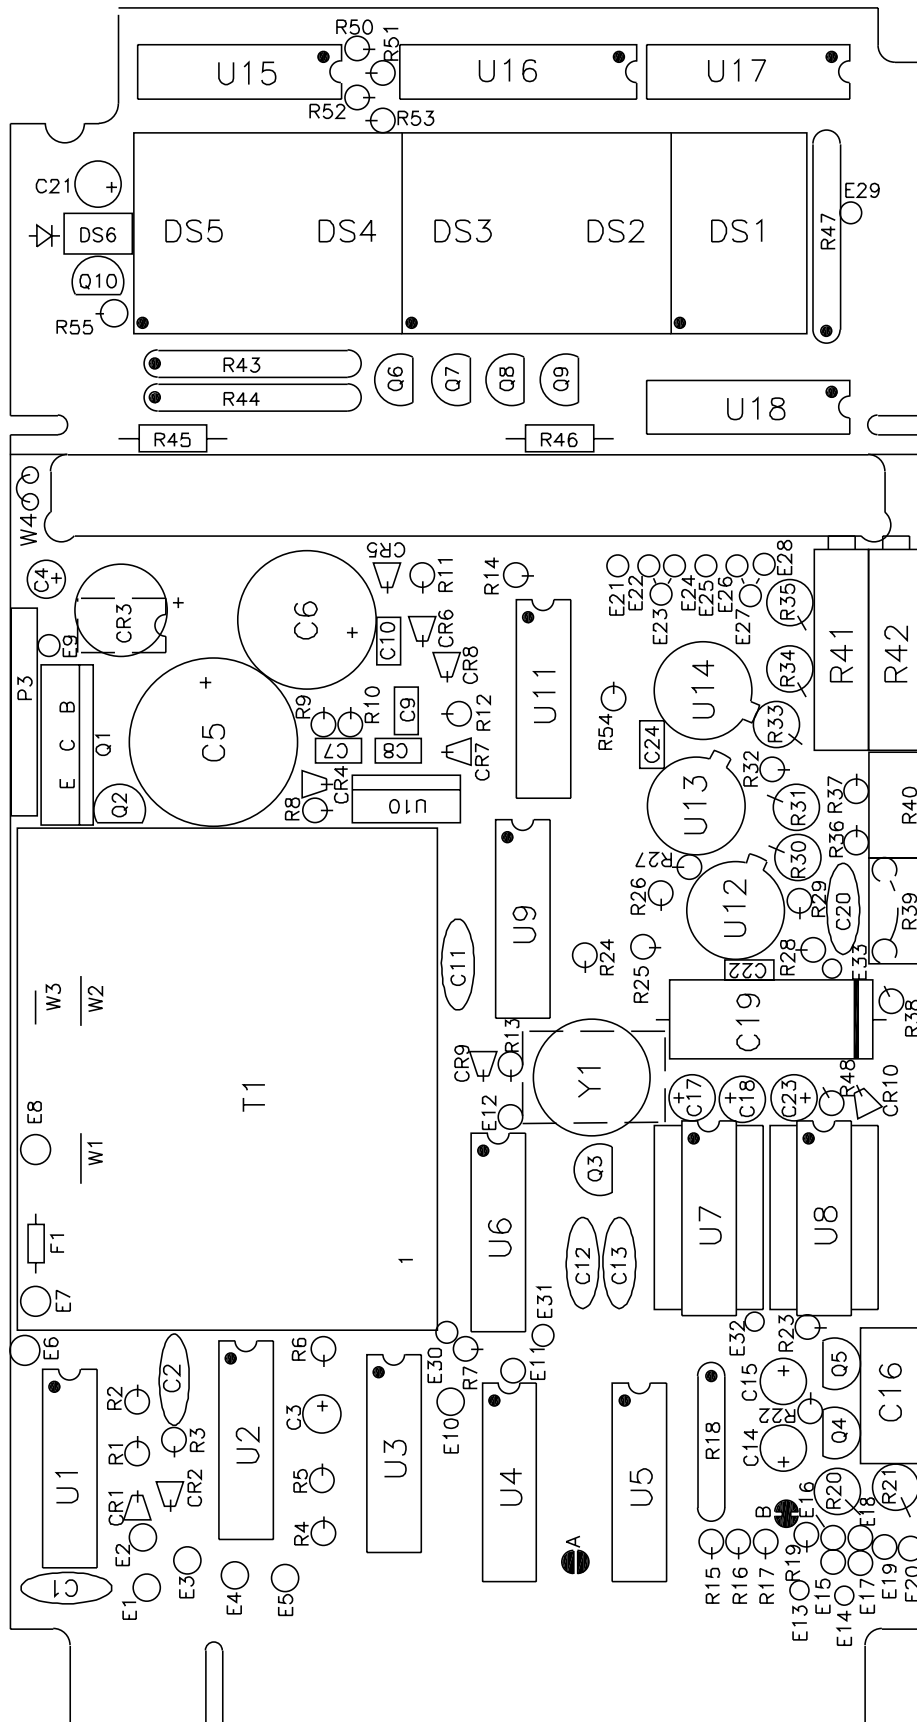 R50
R51
U15
U16
U17
R52
R53
C21
+
E29
DS6
DS5
DS4
DS3
DS2
DS1
R47
Q10
R55
R43
R44
Q6
Q7
Q8
Q9
U18
R45
R46
W4
C4
+
CR3
+
C6
+
CR5
R11
R14
E21
E22
E23
E24
E25
E26
E27
E28
R35
R41
R42
E9
P3
C10
CR6
CR8
U11
R34
U14
R33
B
C
E
Q1
C5
+
R9
R10
C9
R12
R54
C24
C7
C8
CR7
R32
Q2
CR4
R8
U10
U13
R31
R37
R40
R36
R30
R27
R26
U9
U12
R29
C20
R39
C11
R24
R25
C22
R28
E33
W3
W2
C19
R38
CR9
R13
Y1
T1
E8
W1
E12
C17
+
C18
+
C23
+
R48
CR10
Q3
U6
U7
U8
F1
1
C12
C13
E7
E31
E6
E30
R7
E11
E32
R23
R6
C2
R2
U2
C3
+
E10
U3
C15
+
Q5
C16
R22
R1
R3
R18
C14
+
Q4
U1
CR1
CR2
R5
U4
U5
R20
R21
E16
E18
B
R4
E2
A
E3
R15
R16
R17
R19
E15
E17
E19
E20
C1
E1
E4
E5
E13
E14